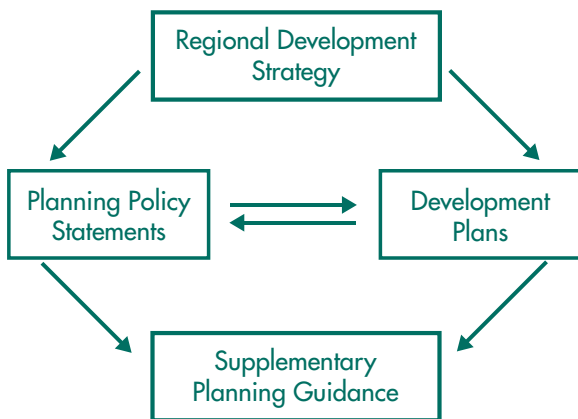 Regional Development
Strategy
Planning Policy
Statements
Development
Plans
Supplementary
Planning Guidance